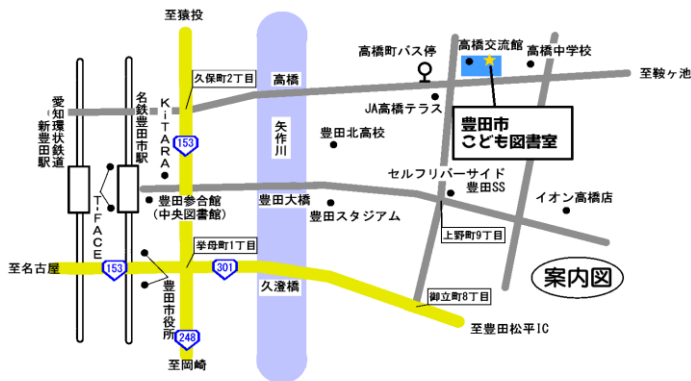 至猿投
高橋町バス停
高橋交流館
高橋中学校
久保町2丁目
高橋
至鞍ヶ池
愛知環状鉄道
新豊田駅
名鉄豊田市駅
KiTARA
153
矢作川
JA高橋テラス
豊田市
こども図書室
豊田北高校
セルフリバーサイド
豊田SS
T-FACE
豊田参合館
(中央図書館)
豊田大橋
豊田スタジアム
イオン高橋店
上野町9丁目
挙母町1丁目
至名古屋
153
301
豊田市役所
久澄橋
案内図
御立町8丁目
248
至豊田松平IC
至岡崎